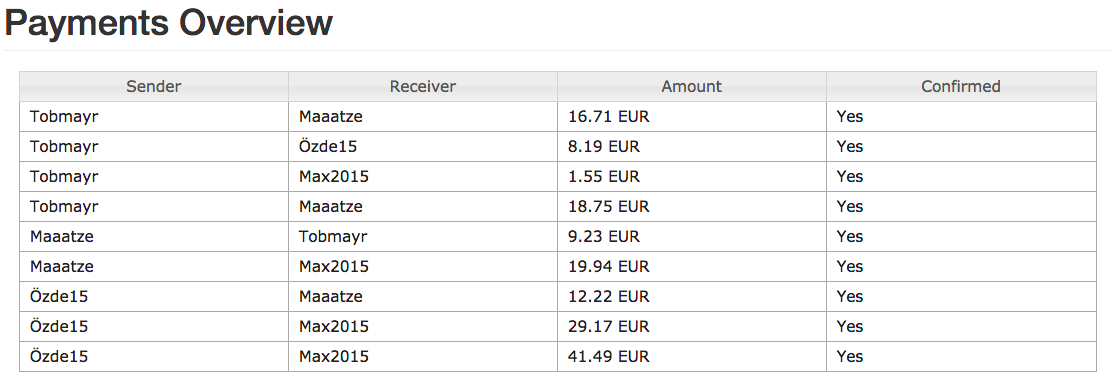 Payments Overview
Sender Receiver Amount Confirmed
Tobmayr Maaatze 16.71 EUR Yes
Tobmayr Özde15 8.19 EUR Yes
Tobmayr Max2015 1.55 EUR Yes
Tobmayr Maaatze 18.75 EUR Yes
Maaatze Tobmayr 9.23 EUR Yes
Maaatze Max2015 19.94 EUR Yes
Özde15 Maaatze 12.22 EUR Yes
Özde15 Max2015 29.17 EUR Yes
Özde15 Max2015 41.49 EUR Yes